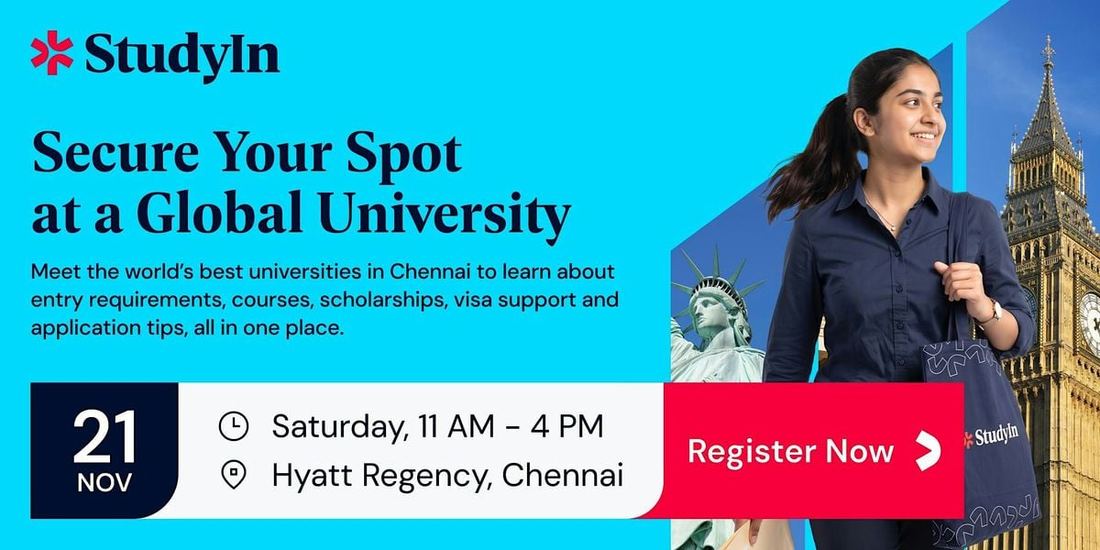 StudyIn
Secure Your Spot
at a Global University
Meet the world’s best universities in Chennai to learn about
entry requirements, courses, scholarships, visa support and
application tips, all in one place.
21
NOV
Saturday, 11 AM – 4 PM
Hyatt Regency, Chennai
Register Now
StudyIn